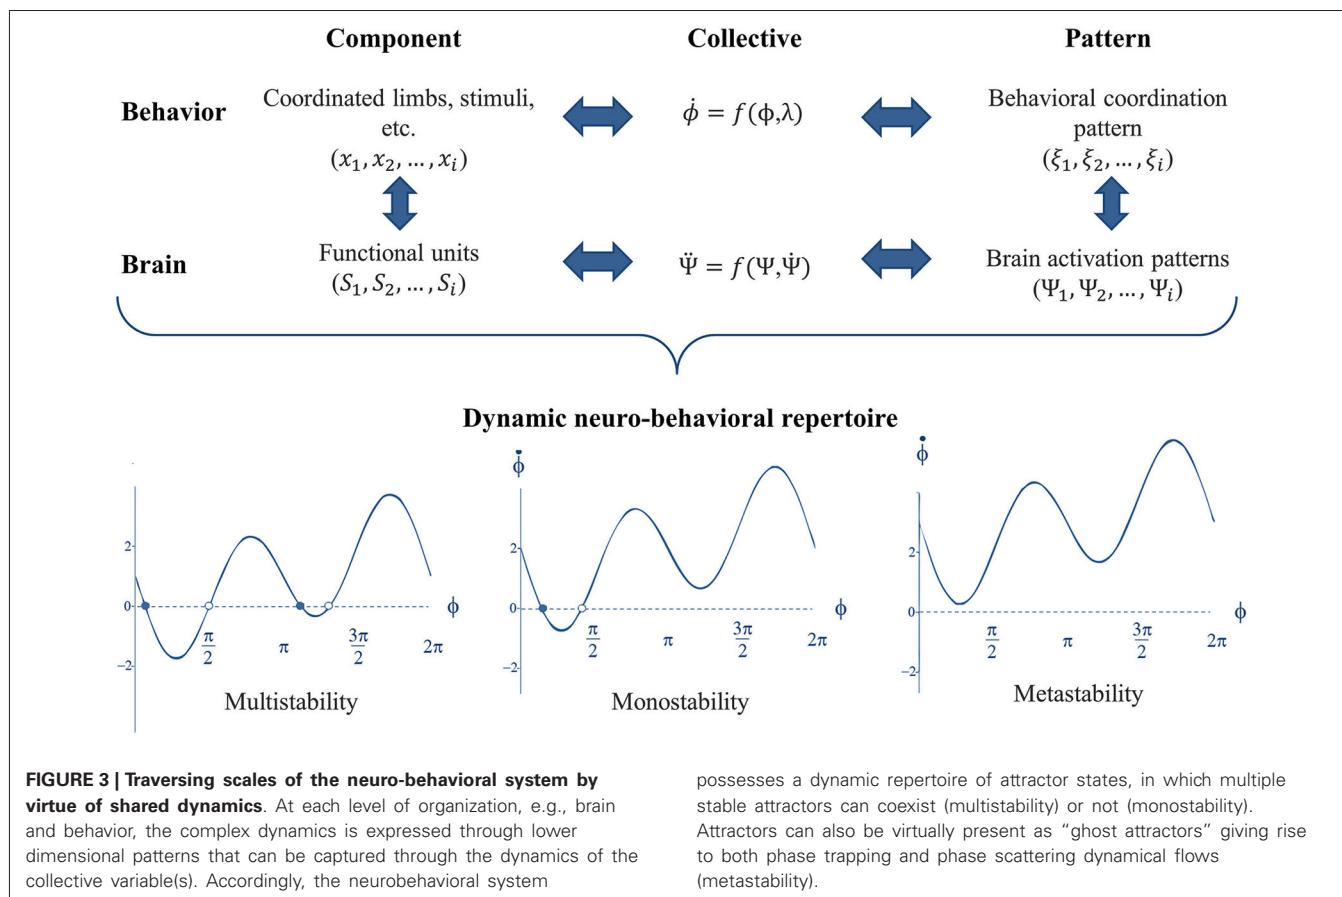 Component Collective Pattern
Behavior
Coordinated limbs, stimuli,
etc.
(x₁, x₂, ..., xᵢ)
ϕ̇ = f(ϕ,λ)
Behavioral coordination
pattern
(ξ₁, ξ₂, ..., ξᵢ)
Brain
Functional units
(S₁, S₂, ..., Sᵢ)
Ψ̈ = f(Ψ,Ψ̇)
Brain activation patterns
(Ψ₁, Ψ₂, ..., Ψᵢ)
Dynamic neuro-behavioral repertoire
2
0
−2
π/2
π
3π/2
2π
ϕ
Multistability
ϕ̇
2
0
−2
π/2
π
3π/2
2π
ϕ
Monostability
ϕ̇
2
0
−2
π/2
π
3π/2
2π
ϕ
Metastability
FIGURE 3 | Traversing scales of the neuro-behavioral system by
virtue of shared dynamics. At each level of organization, e.g., brain
and behavior, the complex dynamics is expressed through lower
dimensional patterns that can be captured through the dynamics of the
collective variable(s). Accordingly, the neurobehavioral system
possesses a dynamic repertoire of attractor states, in which multiple
stable attractors can coexist (multistability) or not (monostability).
Attractors can also be virtually present as “ghost attractors” giving rise
to both phase trapping and phase scattering dynamical flows
(metastability).